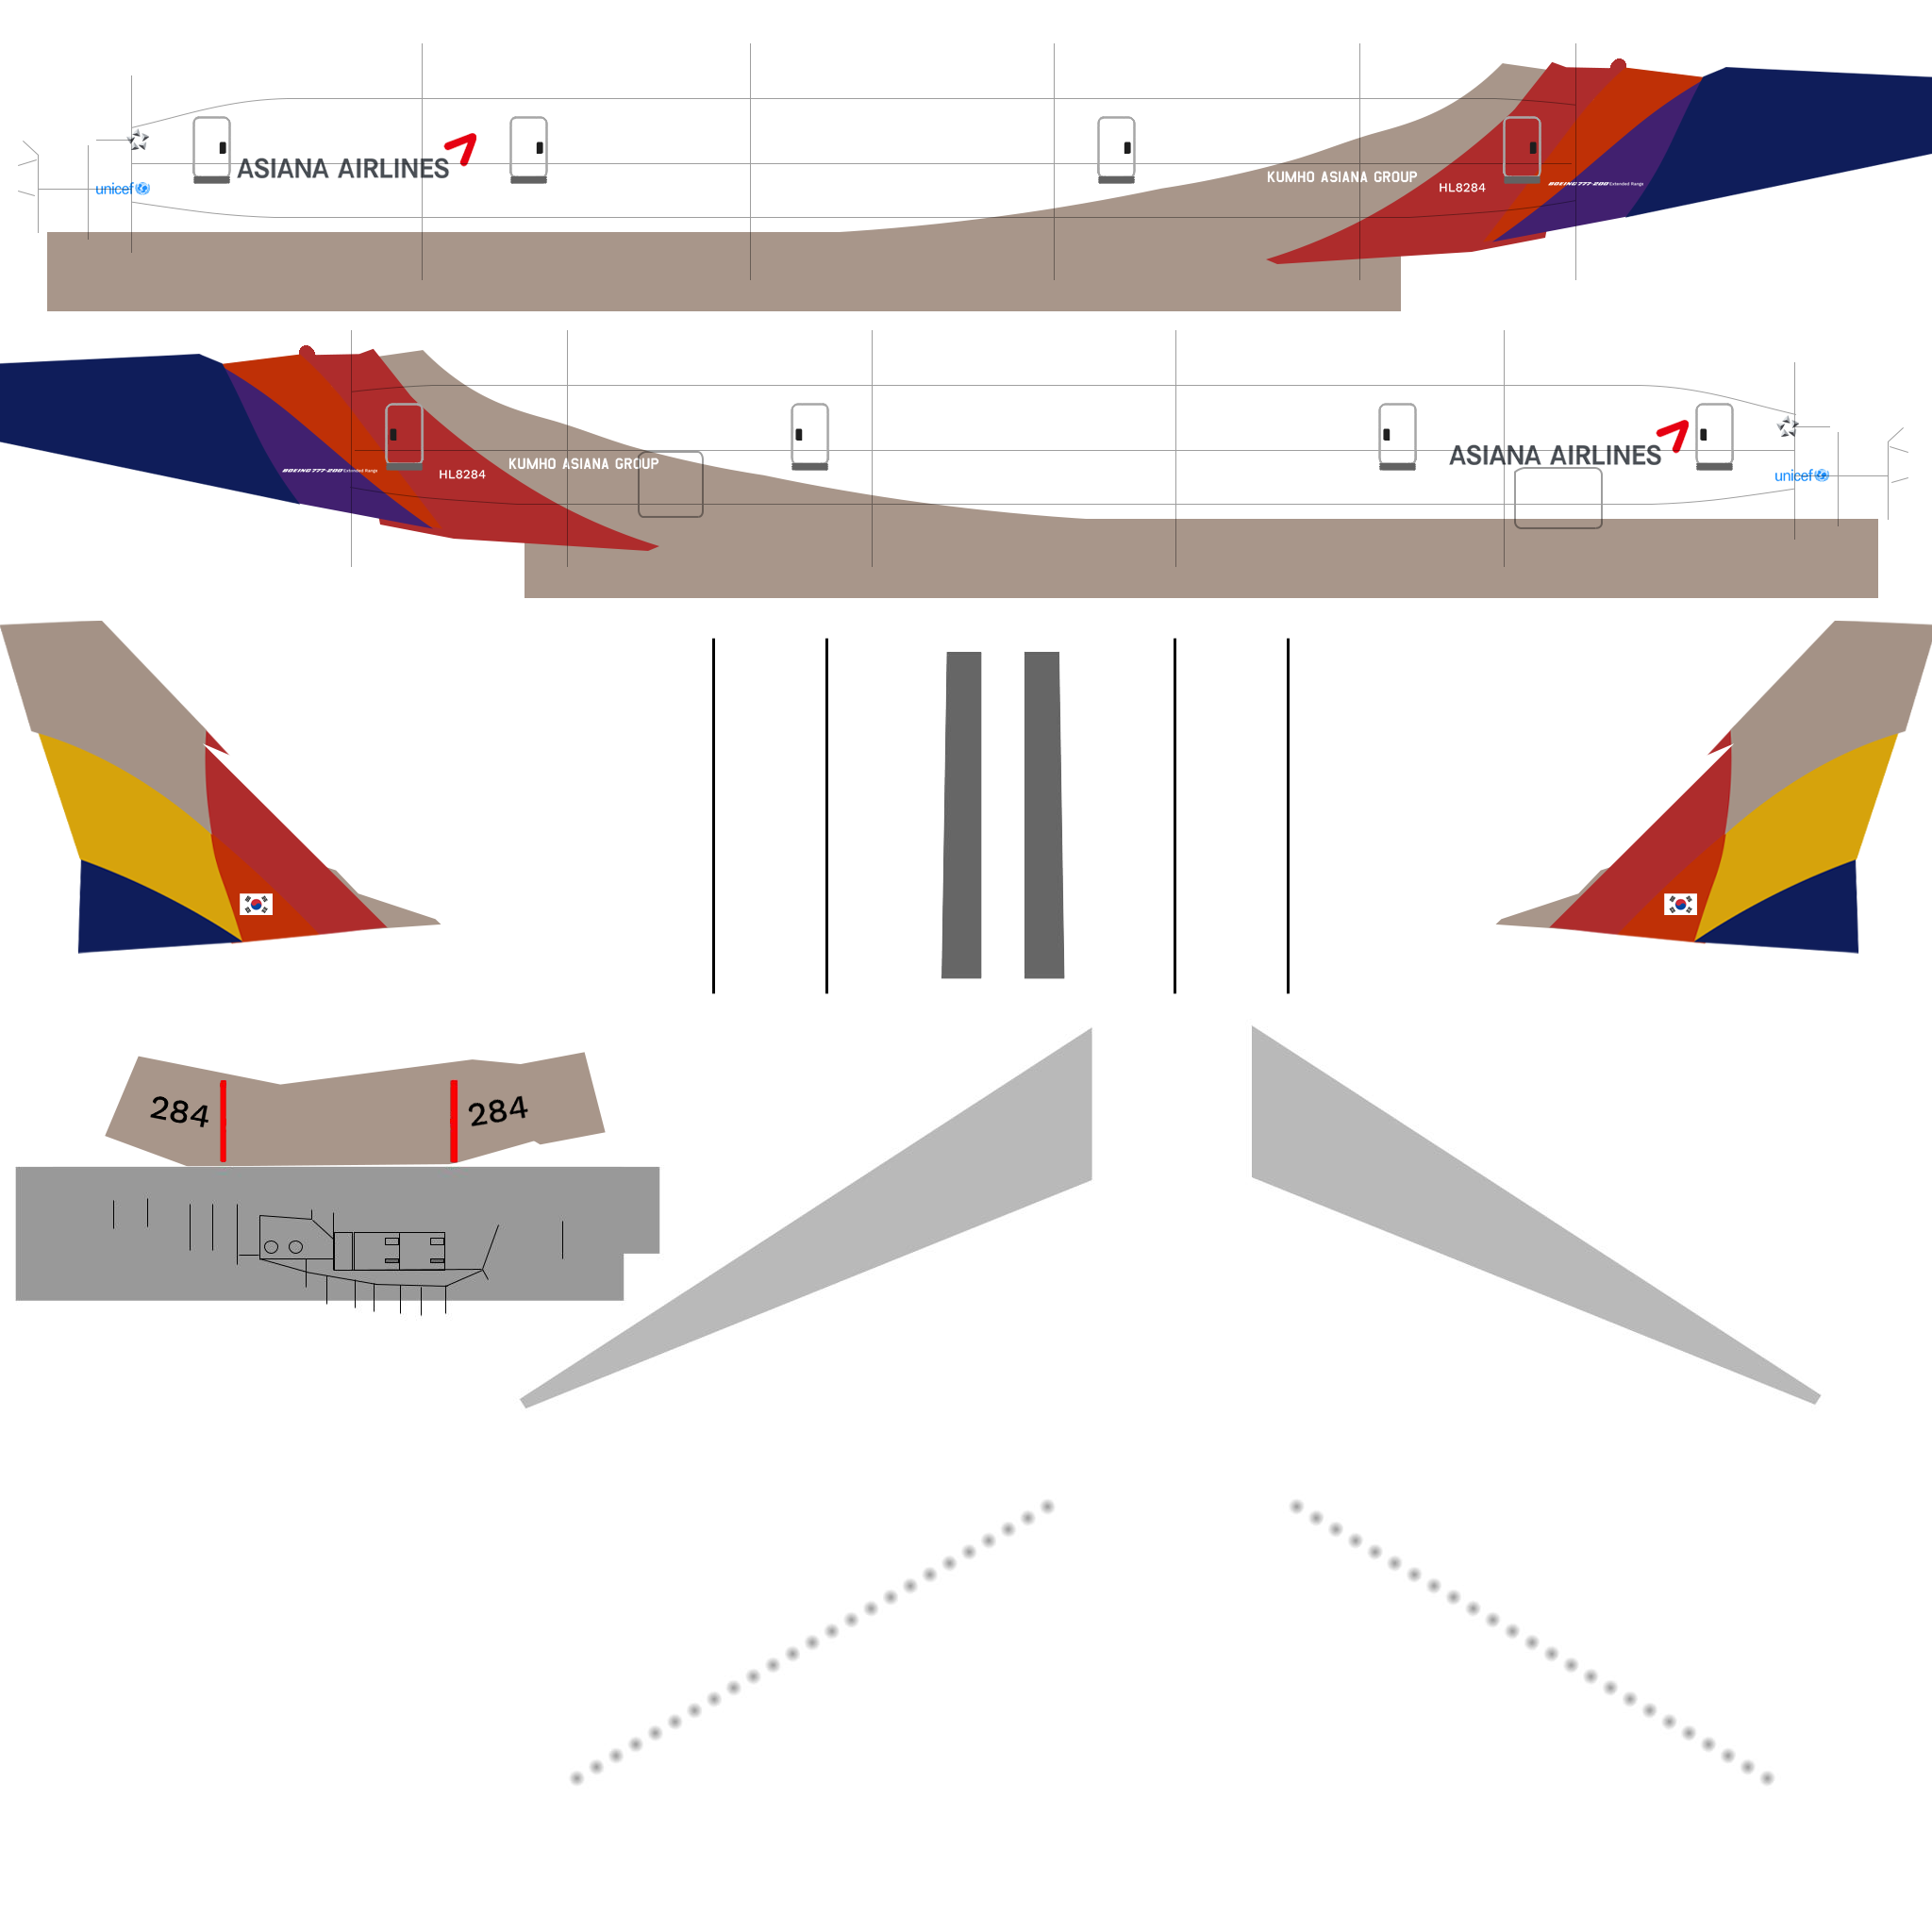 ASIANA AIRLINES
unicef
KUMHO ASIANA GROUP
HL8284
BOEING 777-200 Extended Range
BOEING 777-200 Extended Range
HL8284
KUMHO ASIANA GROUP
ASIANA AIRLINES
unicef
284
284